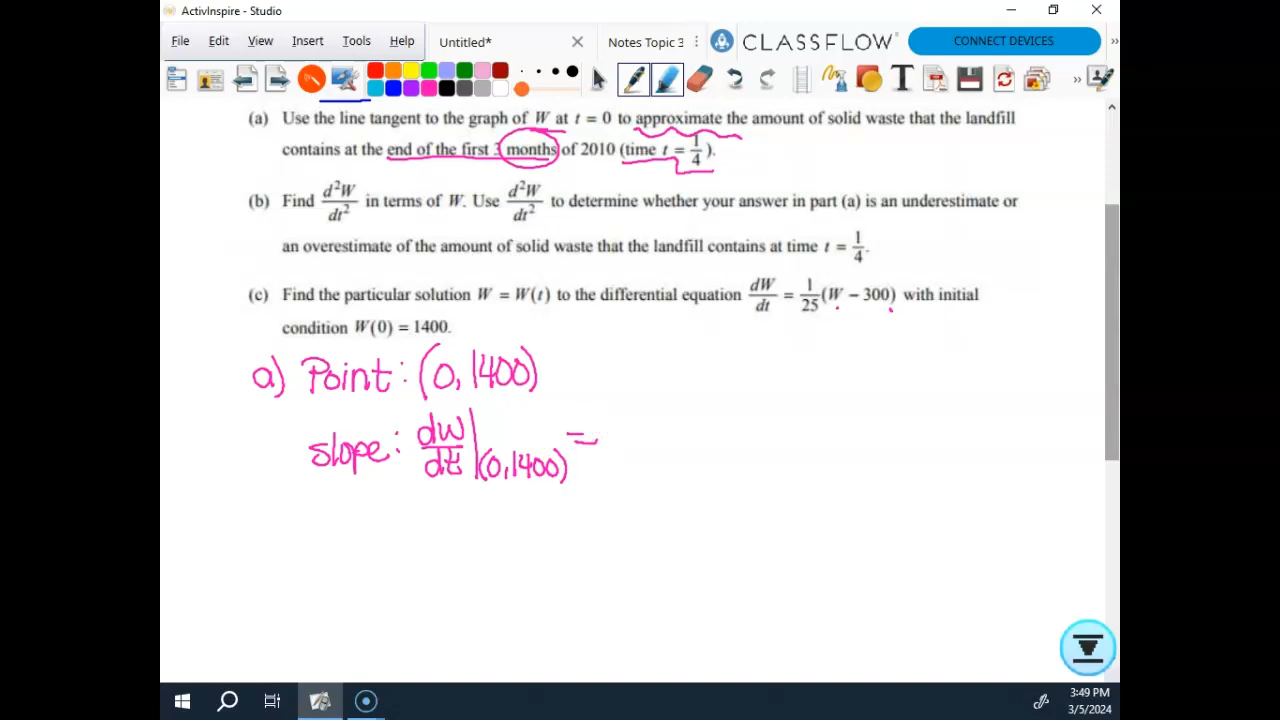 ActivInspire - Studio
File Edit View Insert Tools Help Untitled* Notes Topic 3 CLASSFLOW CONNECT DEVICES
(a) Use the line tangent to the graph of W at t = 0 to approximate the amount of solid waste that the landfill
contains at the end of the first 3 months of 2010 (time t = 1/4).
(b) Find d²W/dt² in terms of W. Use d²W/dt² to determine whether your answer in part (a) is an underestimate or
an overestimate of the amount of solid waste that the landfill contains at time t = 1/4.
(c) Find the particular solution W = W(t) to the differential equation dW/dt = 1/25(W − 300) with initial
condition W(0) = 1400.
a) Point: (0, 1400)
slope: dw/dt|(0,1400) =
3:49 PM
3/5/2024